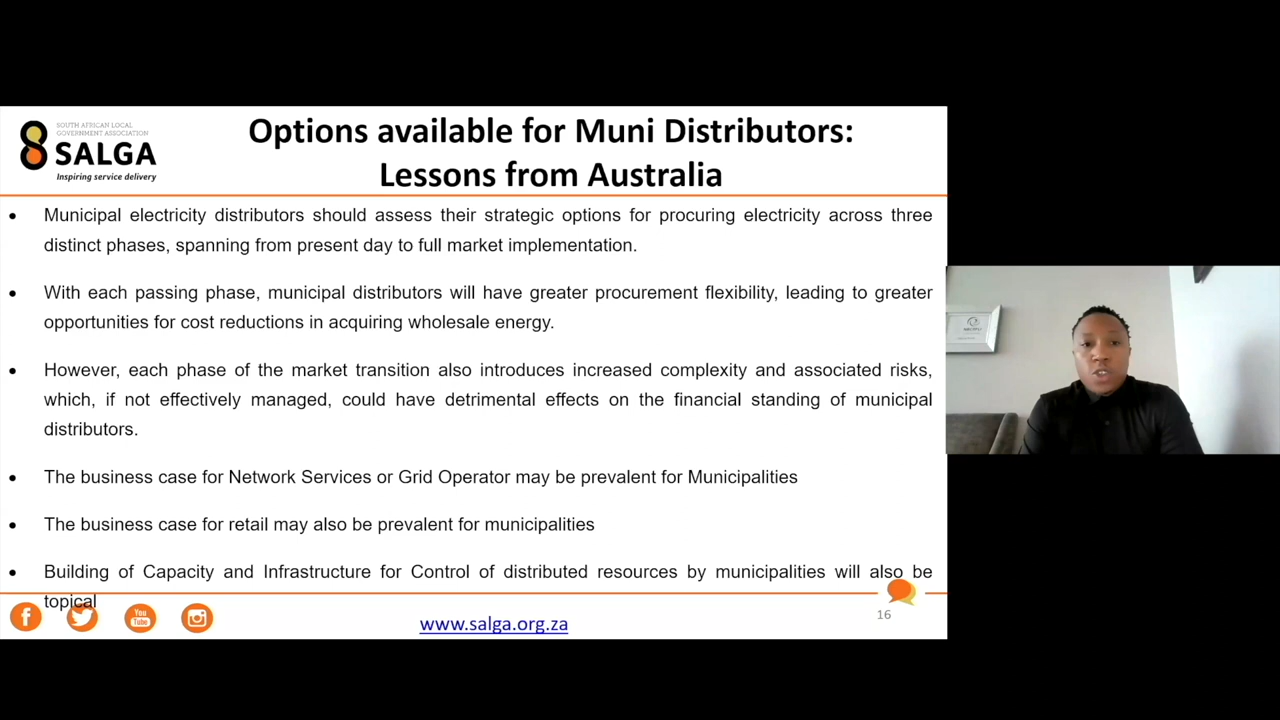 SOUTH AFRICAN LOCAL
GOVERNMENT ASSOCIATION
SALGA
Inspiring service delivery
Options available for Muni Distributors:
Lessons from Australia
• Municipal electricity distributors should assess their strategic options for procuring electricity across three
distinct phases, spanning from present day to full market implementation.
• With each passing phase, municipal distributors will have greater procurement flexibility, leading to greater
opportunities for cost reductions in acquiring wholesale energy.
• However, each phase of the market transition also introduces increased complexity and associated risks,
which, if not effectively managed, could have detrimental effects on the financial standing of municipal
distributors.
• The business case for Network Services or Grid Operator may be prevalent for Municipalities
• The business case for retail may also be prevalent for municipalities
• Building of Capacity and Infrastructure for Control of distributed resources by municipalities will also be
topical
You
Tube
www.salga.org.za
16